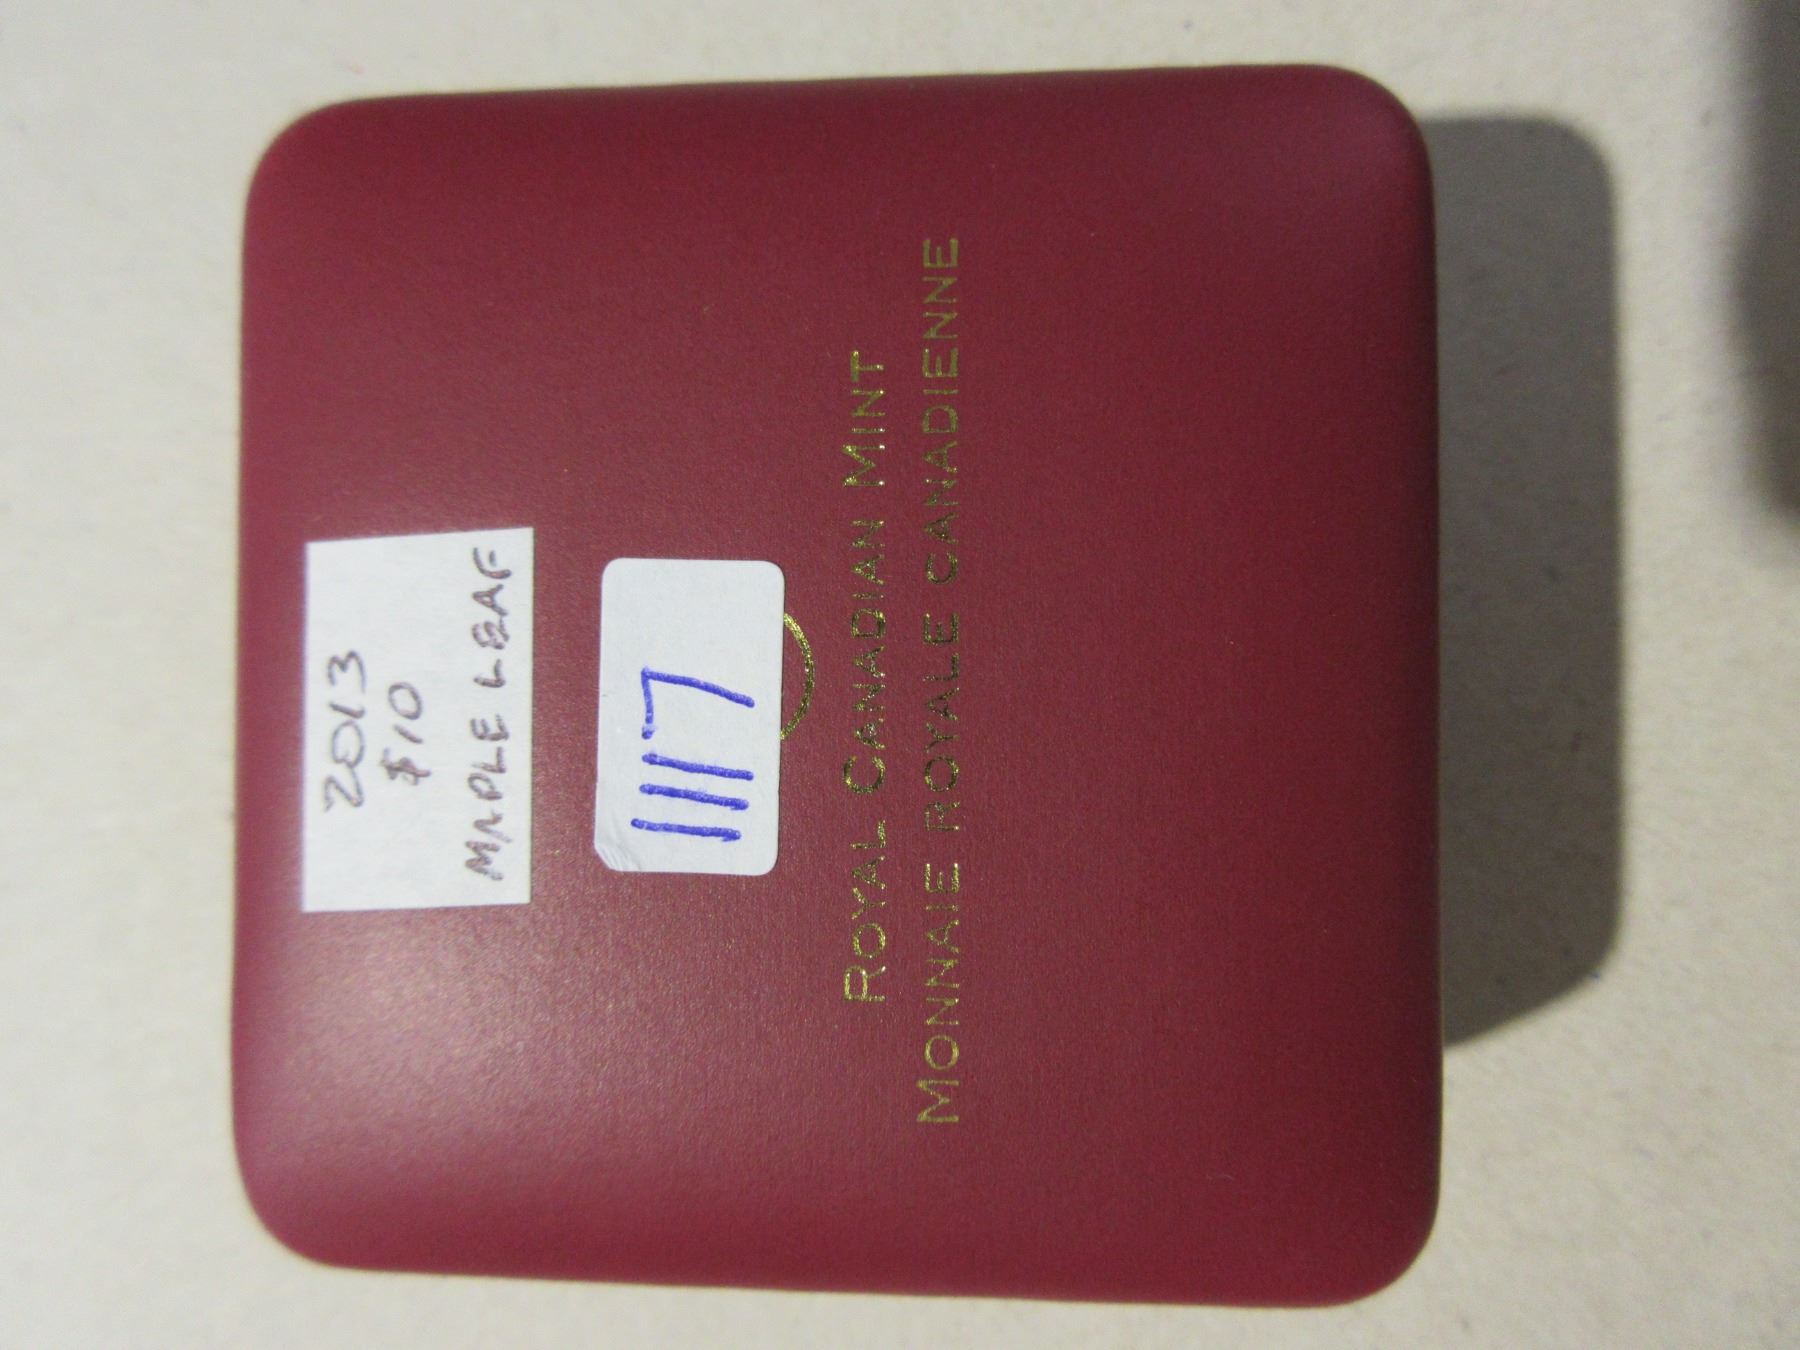 2013
$10
MAPLE LEAF
1117
ROYAL CANADIAN MINT
MONNAIE ROYALE CANADIENNE